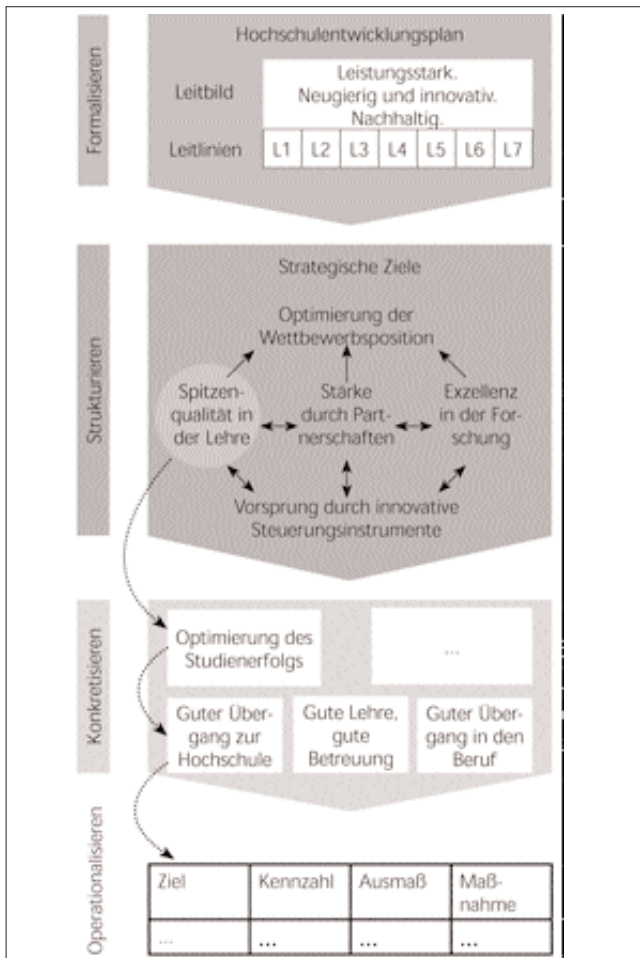 Formalisieren
Hochschulentwicklungsplan
Leitbild
Leistungsstark.
Neugierig und innovativ.
Nachhaltig.
Leitlinien
L1 L2 L3 L4 L5 L6 L7
Strukturieren
Strategische Ziele
Optimierung der
Wettbewerbsposition
Spitzen-
qualität in
der Lehre
Stärke
durch Part-
nerschaften
Exzellenz
in der For-
schung
Vorsprung durch innovative
Steuerungsinstrumente
Konkretisieren
Optimierung des
Studienerfolgs
...
Guter Über-
gang zur
Hochschule
Gute Lehre,
gute
Betreuung
Guter Über-
gang in den
Beruf
Operationalisieren
Ziel Kennzahl Ausmaß Maß-
nahme
... ... ... ...